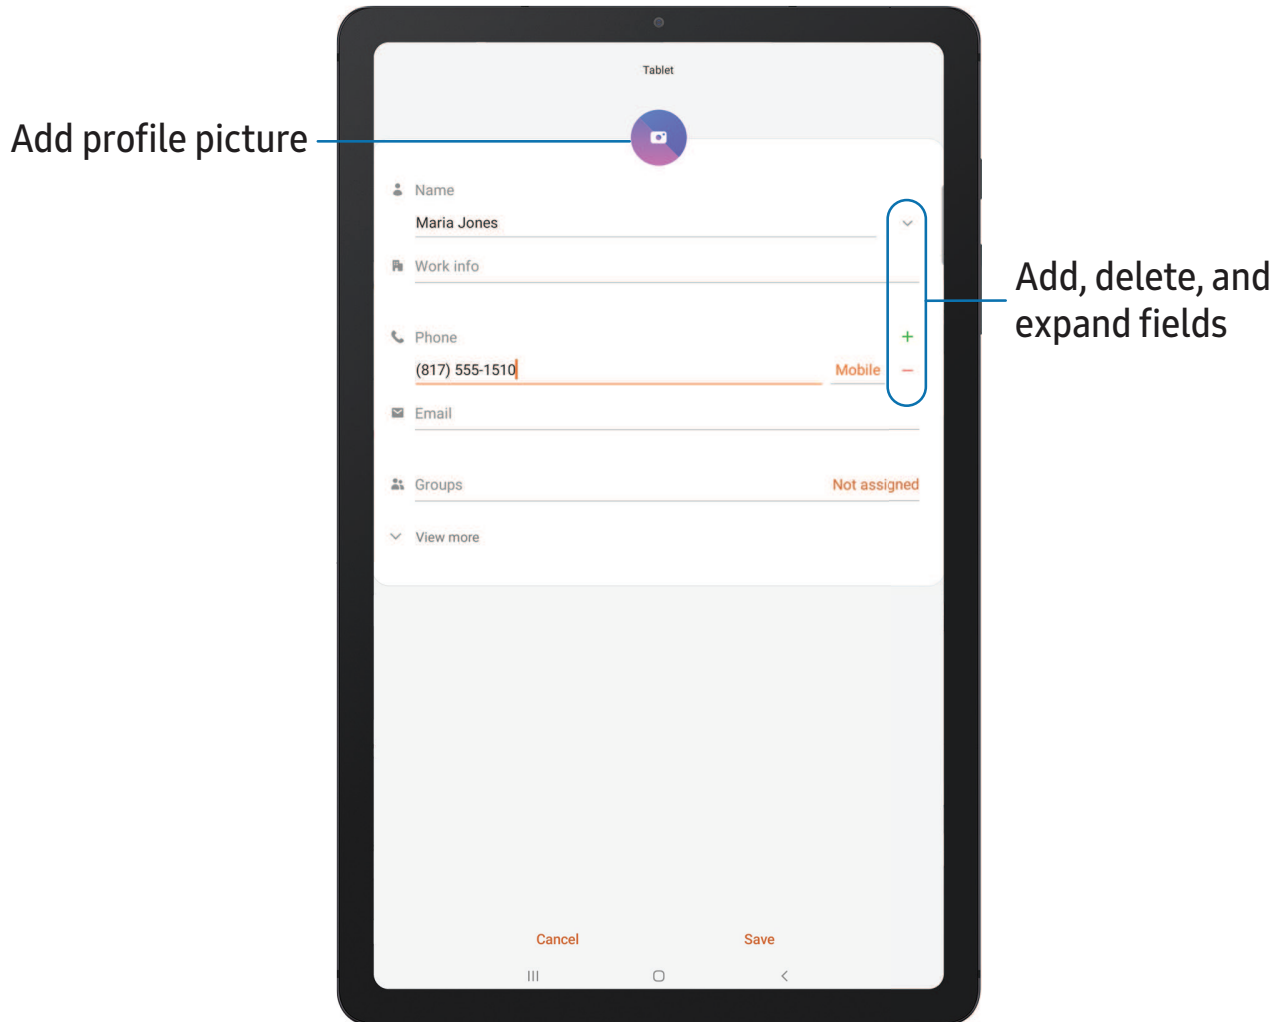 Tablet
Add profile picture
Name
Maria Jones
Work info
Add, delete, and
expand fields
Phone
(817) 555-1510 Mobile
Email
Groups Not assigned
View more
Cancel Save